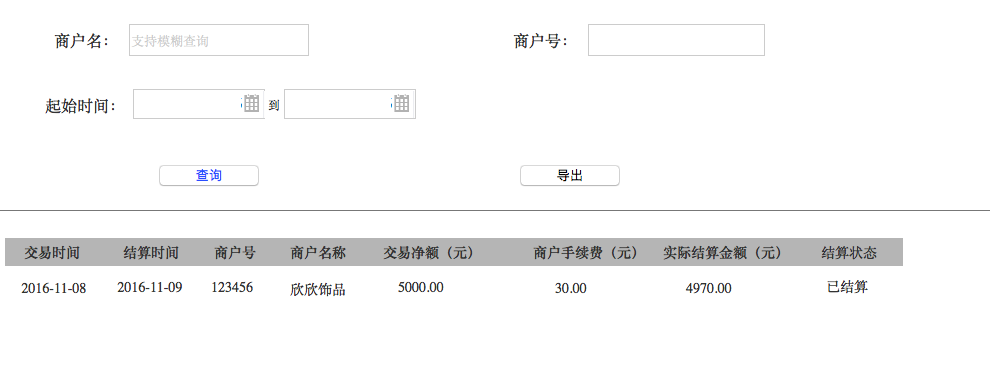 商户名： 支持模糊查询 商户号：
起始时间： 到
查询 导出
交易时间 结算时间 商户号 商户名称 交易净额（元） 商户手续费（元） 实际结算金额（元） 结算状态
2016-11-08 2016-11-09 123456 欣欣饰品 5000.00 30.00 4970.00 已结算